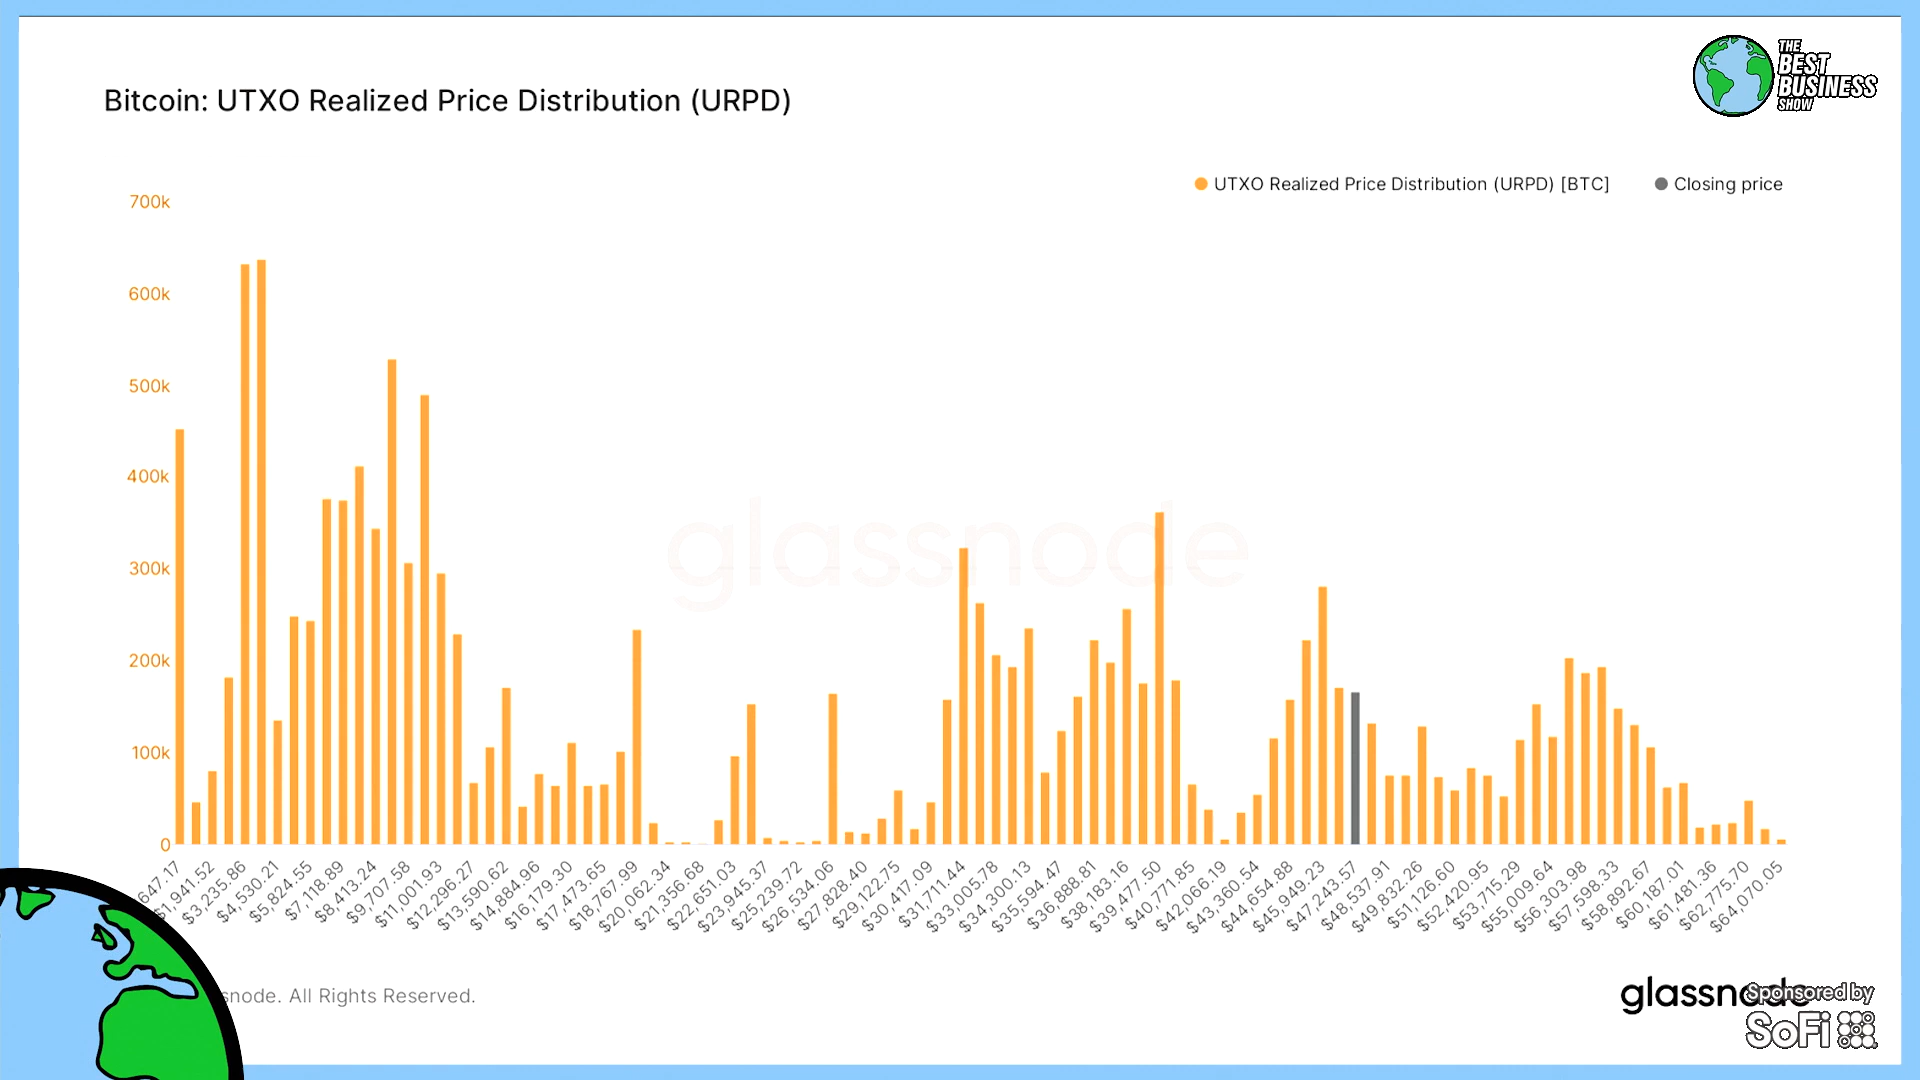 THE
BEST
BUSINESS
SHOW
Bitcoin: UTXO Realized Price Distribution (URPD)
UTXO Realized Price Distribution (URPD) [BTC] Closing price
700k
600k
500k
400k
300k
200k
100k
0
glassnode
647.17 $1,941.52 $3,235.86 $4,530.21 $5,824.55 $7,118.89 $8,413.24 $9,707.58 $11,001.93 $12,296.27 $13,590.62 $14,884.96 $16,179.30 $17,473.65 $18,767.99 $20,062.34 $21,356.68 $22,651.03 $23,945.37 $25,239.72 $26,534.06 $27,828.40 $29,122.75 $30,417.09 $31,711.44 $33,005.78 $34,300.13 $35,594.47 $36,888.81 $38,183.16 $39,477.50 $40,771.85 $42,066.19 $43,360.54 $44,654.88 $45,949.23 $47,243.57 $48,537.91 $49,832.26 $51,126.60 $52,420.95 $53,715.29 $55,009.64 $56,303.98 $57,598.33 $58,892.67 $60,187.01 $61,481.36 $62,775.70 $64,070.05
snode. All Rights Reserved.
glassnode
Sponsored by
SoFi